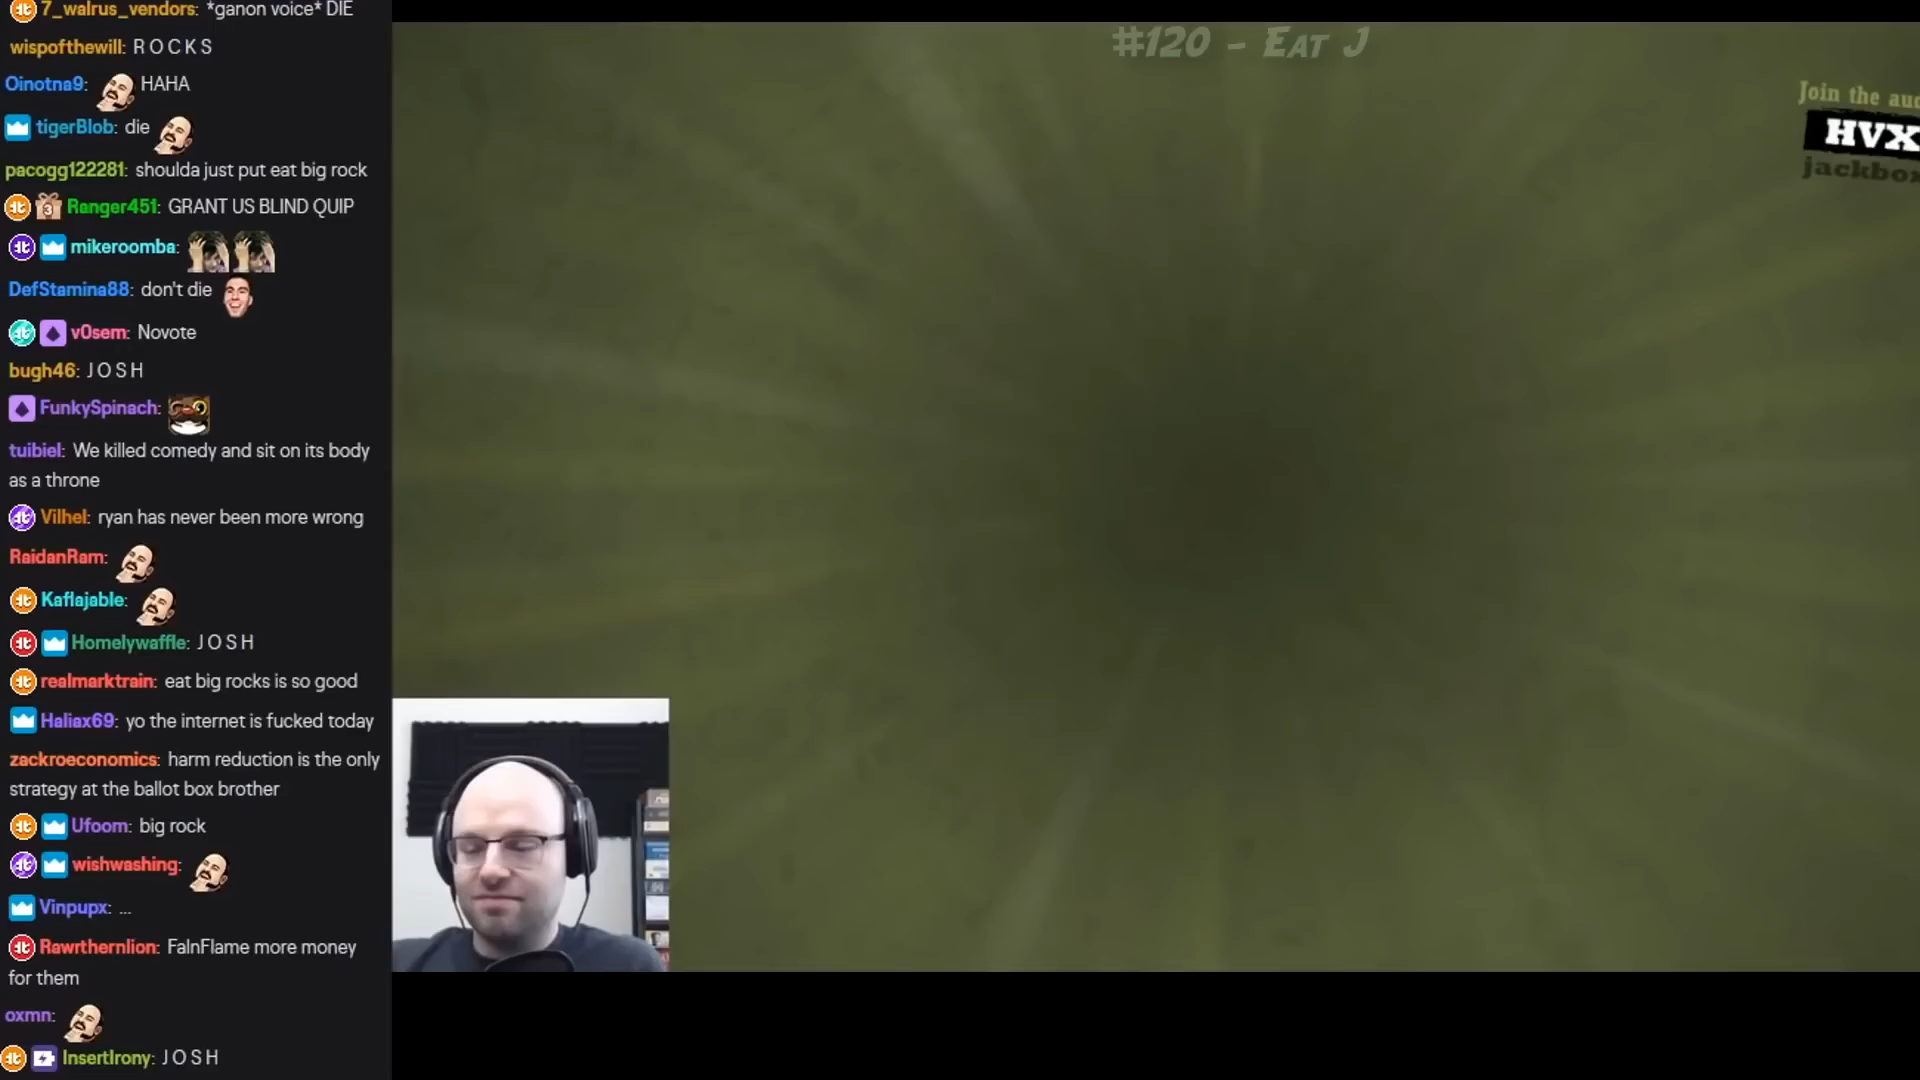 7_walrus_vendors: *ganon voice* DIE
wispofthewill: R O C K S
Oinotna9: HAHA
tigerBlob: die
pacogg122281: shoulda just put eat big rock
3 Ranger451: GRANT US BLIND QUIP
mikeroomba:
DefStamina88: don't die
v0sem: Novote
bugh46: J O S H
FunkySpinach:
tuibiel: We killed comedy and sit on its body
as a throne
Vilhel: ryan has never been more wrong
RaidanRam:
Kaflajable:
Homelywaffle: J O S H
realmarktrain: eat big rocks is so good
Haliax69: yo the internet is fucked today
zackroeconomics: harm reduction is the only
strategy at the ballot box brother
Ufoom: big rock
wishwashing:
Vinpupx: ...
Rawrthernlion: FalnFlame more money
for them
oxmn:
InsertIrony: J O S H
#120 - EAT J
Join the aud
HVX
jackbox